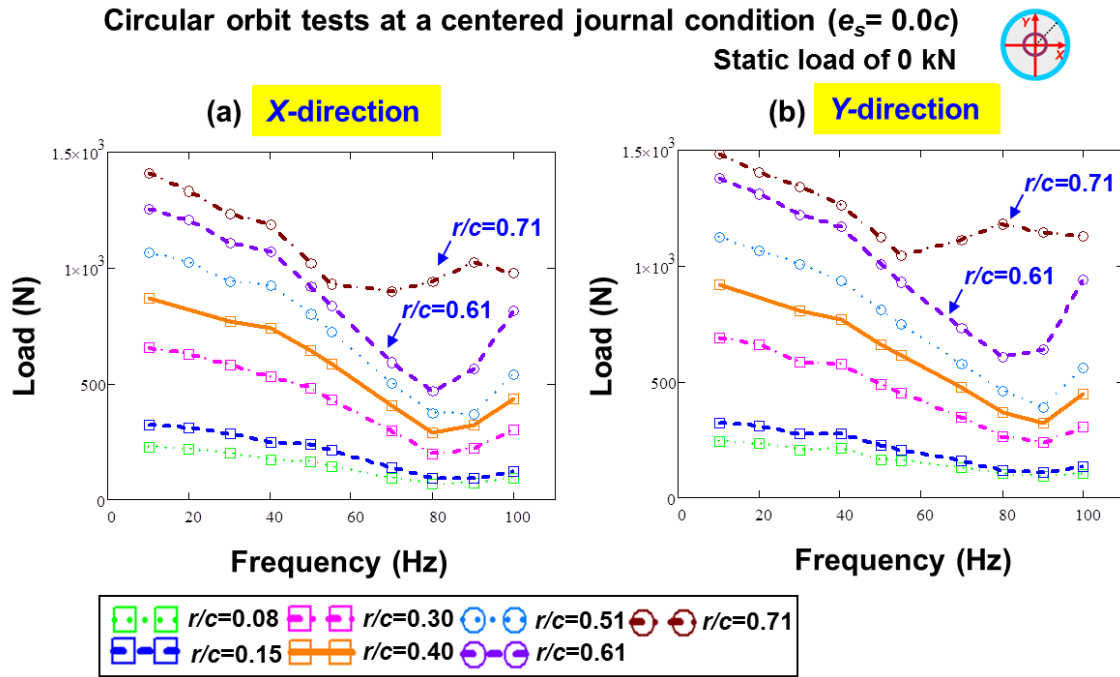 Circular orbit tests at a centered journal condition (es= 0.0c)
Static load of 0 kN
Y
X
(a) X-direction
(b) Y-direction
1.5×10³
1×10³
500
0
0 20 40 60 80 100
Load (N)
Frequency (Hz)
r/c=0.71
r/c=0.61
1.5×10³
1×10³
500
0
0 20 40 60 80 100
Load (N)
Frequency (Hz)
r/c=0.71
r/c=0.61
r/c=0.08 r/c=0.30 r/c=0.51 r/c=0.71
r/c=0.15 r/c=0.40 r/c=0.61